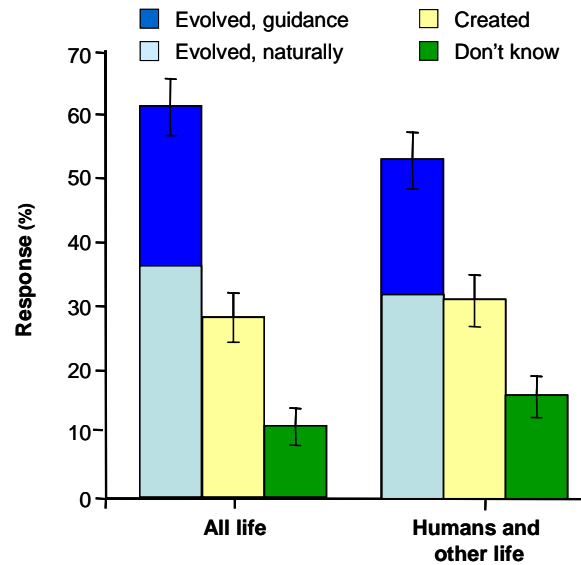 Evolved, guidance
Created
Evolved, naturally
Don't know
70
60
50
40
30
20
10
0
Response (%)
All life
Humans and
other life